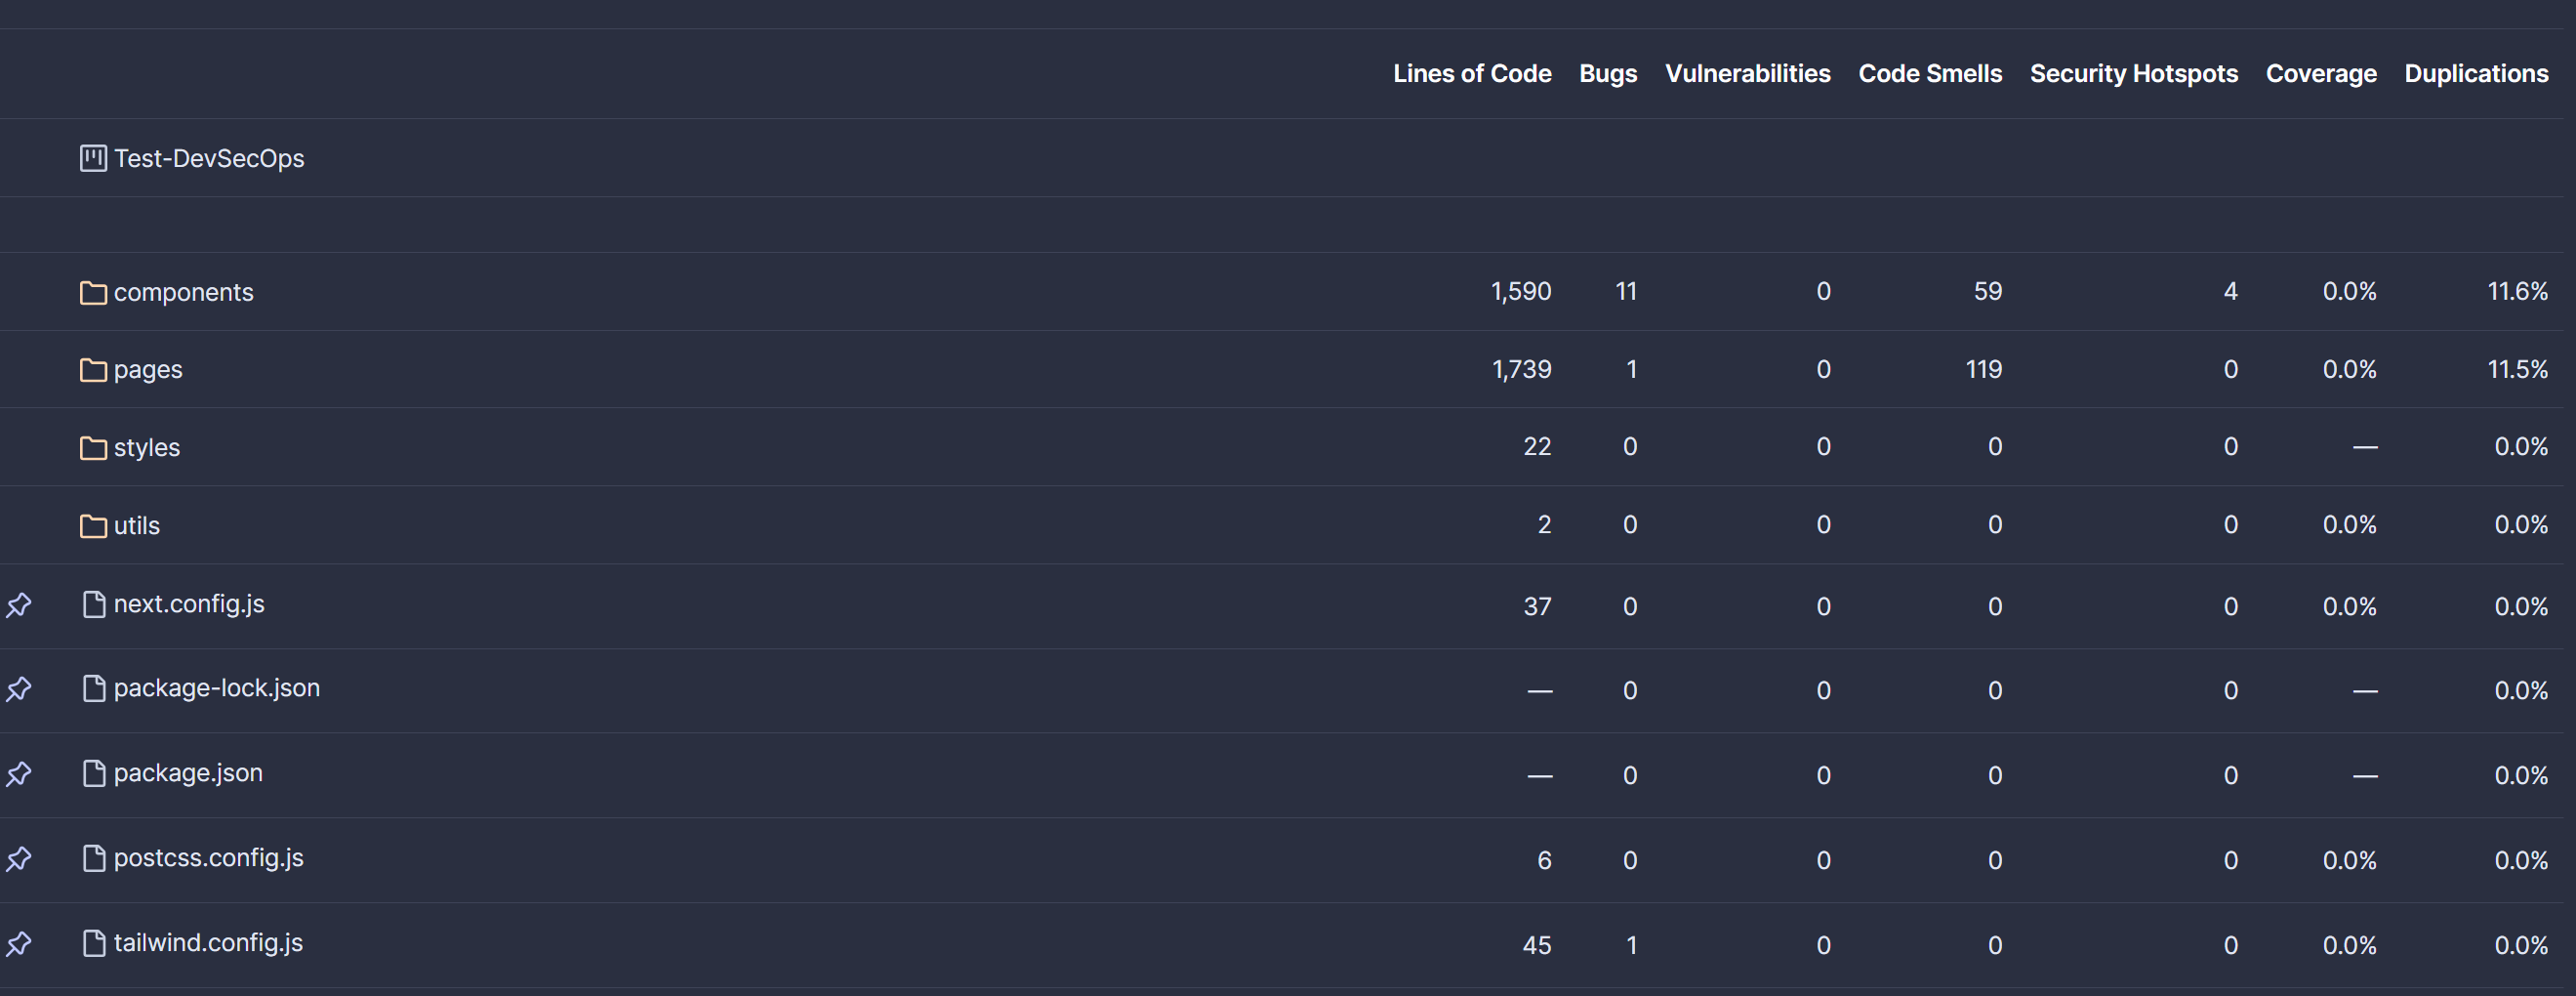 Lines of Code Bugs Vulnerabilities Code Smells Security Hotspots Coverage Duplications
Test-DevSecOps
components 1,590 11 0 59 4 0.0% 11.6%
pages 1,739 1 0 119 0 0.0% 11.5%
styles 22 0 0 0 0 — 0.0%
utils 2 0 0 0 0 0.0% 0.0%
next.config.js 37 0 0 0 0 0.0% 0.0%
package-lock.json — 0 0 0 0 — 0.0%
package.json — 0 0 0 0 — 0.0%
postcss.config.js 6 0 0 0 0 0.0% 0.0%
tailwind.config.js 45 1 0 0 0 0.0% 0.0%